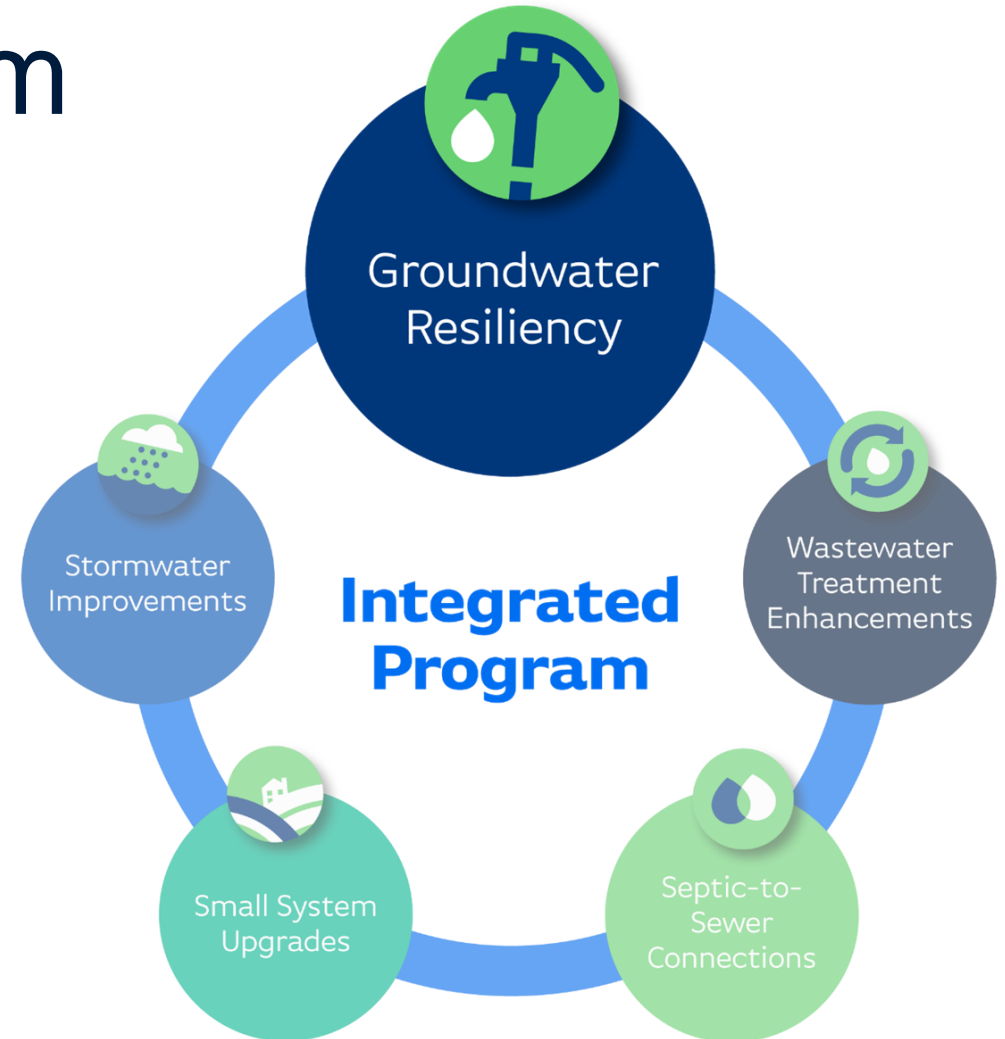 m
Groundwater
Resiliency
Stormwater
Improvements
Wastewater
Treatment
Enhancements
Integrated
Program
Small System
Upgrades
Septic-to-
Sewer
Connections